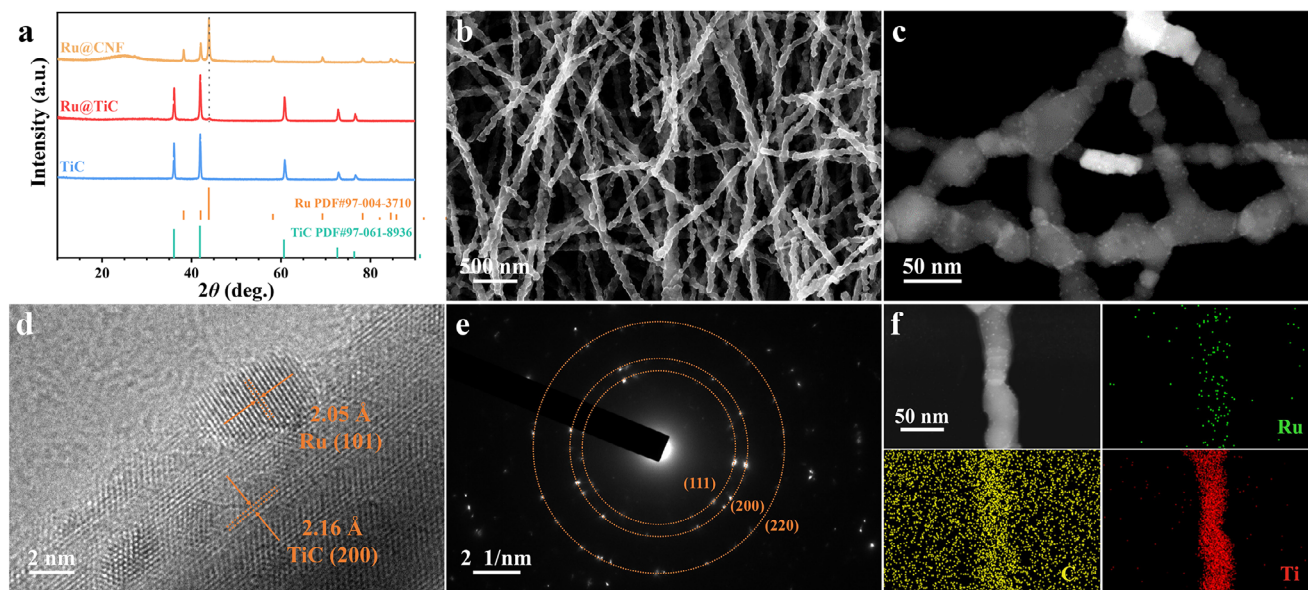 a
Ru@CNF
Ru@TiC
TiC
Ru PDF#97-004-3710
TiC PDF#97-061-8936
Intensity (a.u.)
20
40
60
80
2θ (deg.)
b
500 nm
c
50 nm
d
2.05 Å
Ru (101)
2.16 Å
TiC (200)
2 nm
e
(111)
(200)
(220)
2 1/nm
f
50 nm
Ru
C
Ti